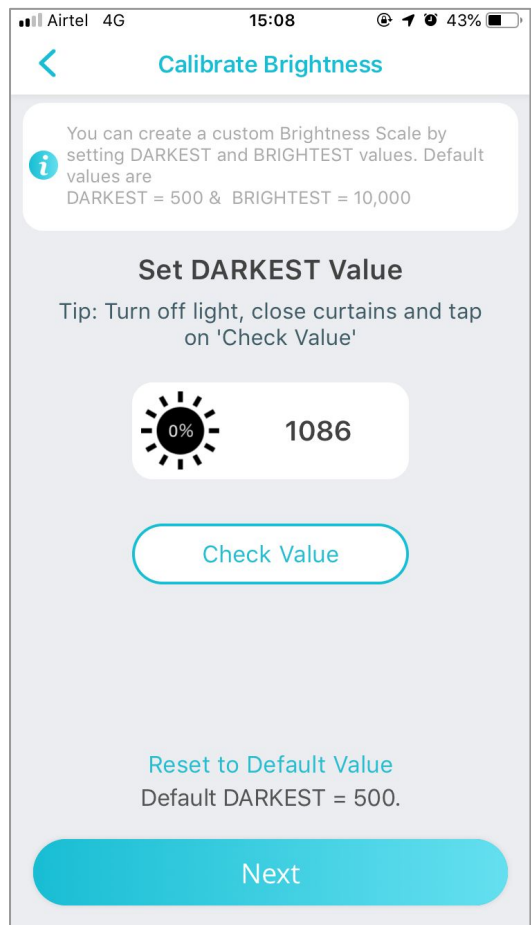 Airtel 4G 15:08 43%
Calibrate Brightness
i
You can create a custom Brightness Scale by
setting DARKEST and BRIGHTEST values. Default
values are
DARKEST = 500 & BRIGHTEST = 10,000
Set DARKEST Value
Tip: Turn off light, close curtains and tap
on 'Check Value'
0% 1086
Check Value
Reset to Default Value
Default DARKEST = 500.
Next